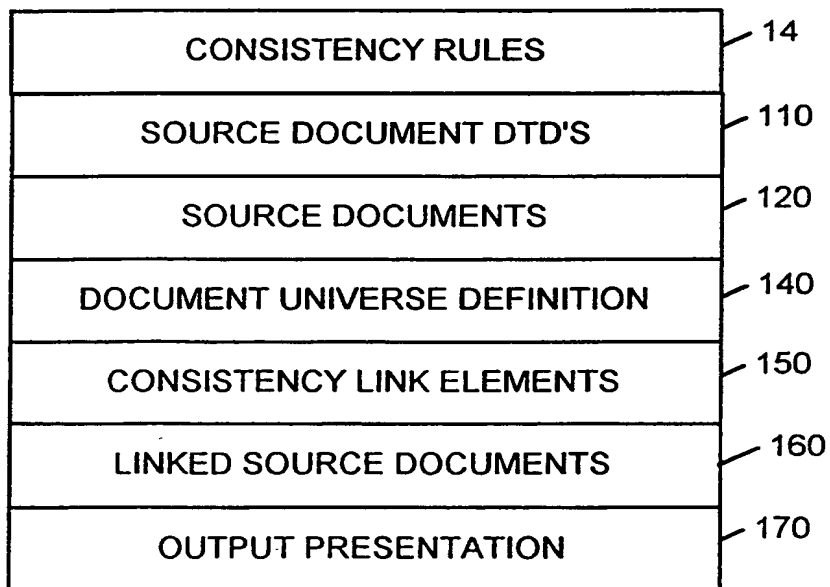 CONSISTENCY RULES 14
SOURCE DOCUMENT DTD'S 110
SOURCE DOCUMENTS 120
DOCUMENT UNIVERSE DEFINITION 140
CONSISTENCY LINK ELEMENTS 150
LINKED SOURCE DOCUMENTS 160
OUTPUT PRESENTATION 170